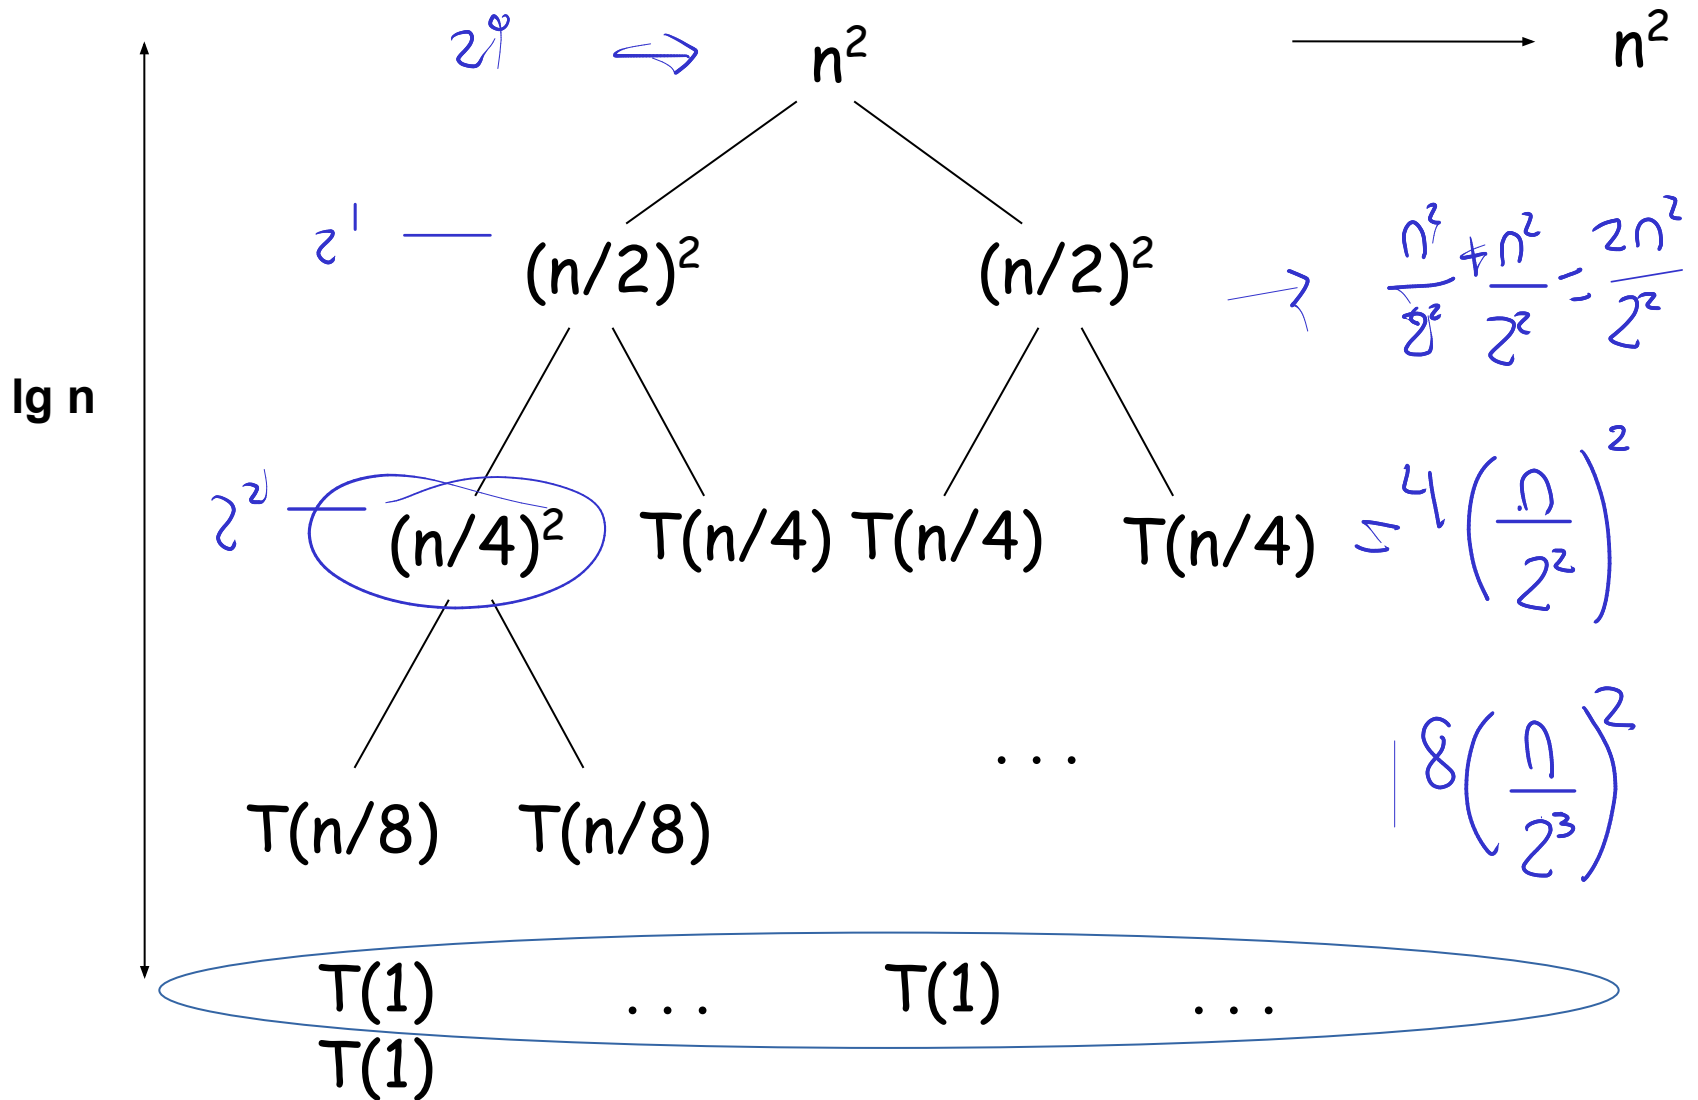 2⁰ n² n²
2¹ (n/2)² (n/2)² n²/2² + n²/2² = 2n²/2²
lg n
2² (n/4)² T(n/4) T(n/4) T(n/4) = 4(n/2²)²
... 8(n/2³)²
T(n/8) T(n/8)
T(1) ... T(1) ...
T(1)